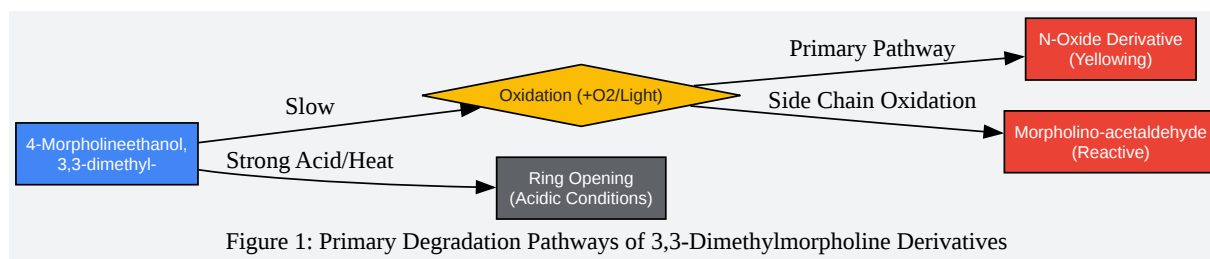 4-Morpholineethanol,
3,3-dimethyl-
Slow
Strong Acid/Heat
Oxidation (+O2/Light)
Ring Opening
(Acidic Conditions)
Primary Pathway
Side Chain Oxidation
N-Oxide Derivative
(Yellowing)
Morpholino-acetaldehyde
(Reactive)
Figure 1: Primary Degradation Pathways of 3,3-Dimethylmorpholine Derivatives